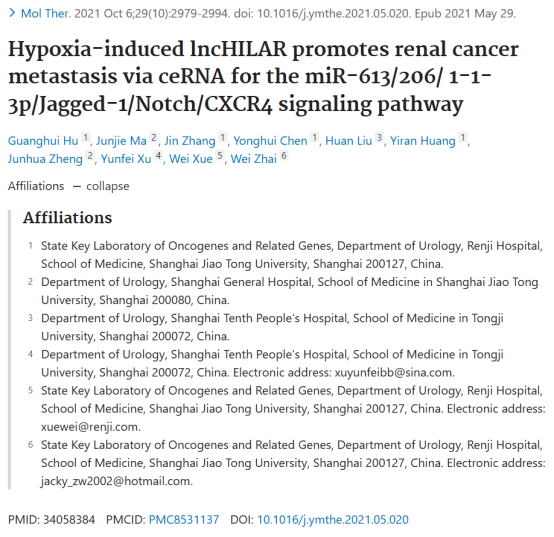 > Mol Ther. 2021 Oct 6;29(10):2979-2994. doi: 10.1016/j.ymthe.2021.05.020. Epub 2021 May 29.
Hypoxia-induced lncHILAR promotes renal cancer
metastasis via ceRNA for the miR-613/206/ 1-1-
3p/Jagged-1/Notch/CXCR4 signaling pathway
Guanghui Hu 1, Junjie Ma 2, Jin Zhang 1, Yonghui Chen 1, Huan Liu 3, Yiran Huang 1,
Junhua Zheng 2, Yunfei Xu 4, Wei Xue 5, Wei Zhai 6
Affiliations − collapse
Affiliations
1 State Key Laboratory of Oncogenes and Related Genes, Department of Urology, Renji Hospital,
School of Medicine, Shanghai Jiao Tong University, Shanghai 200127, China.
2 Department of Urology, Shanghai General Hospital, School of Medicine in Shanghai Jiao Tong
University, Shanghai 200080, China.
3 Department of Urology, Shanghai Tenth People's Hospital, School of Medicine in Tongji
University, Shanghai 200072, China.
4 Department of Urology, Shanghai Tenth People's Hospital, School of Medicine in Tongji
University, Shanghai 200072, China. Electronic address: xuyunfeibb@sina.com.
5 State Key Laboratory of Oncogenes and Related Genes, Department of Urology, Renji Hospital,
School of Medicine, Shanghai Jiao Tong University, Shanghai 200127, China. Electronic address:
xuewei@renji.com.
6 State Key Laboratory of Oncogenes and Related Genes, Department of Urology, Renji Hospital,
School of Medicine, Shanghai Jiao Tong University, Shanghai 200127, China. Electronic address:
jacky_zw2002@hotmail.com.
PMID: 34058384 PMCID: PMC8531137 DOI: 10.1016/j.ymthe.2021.05.020